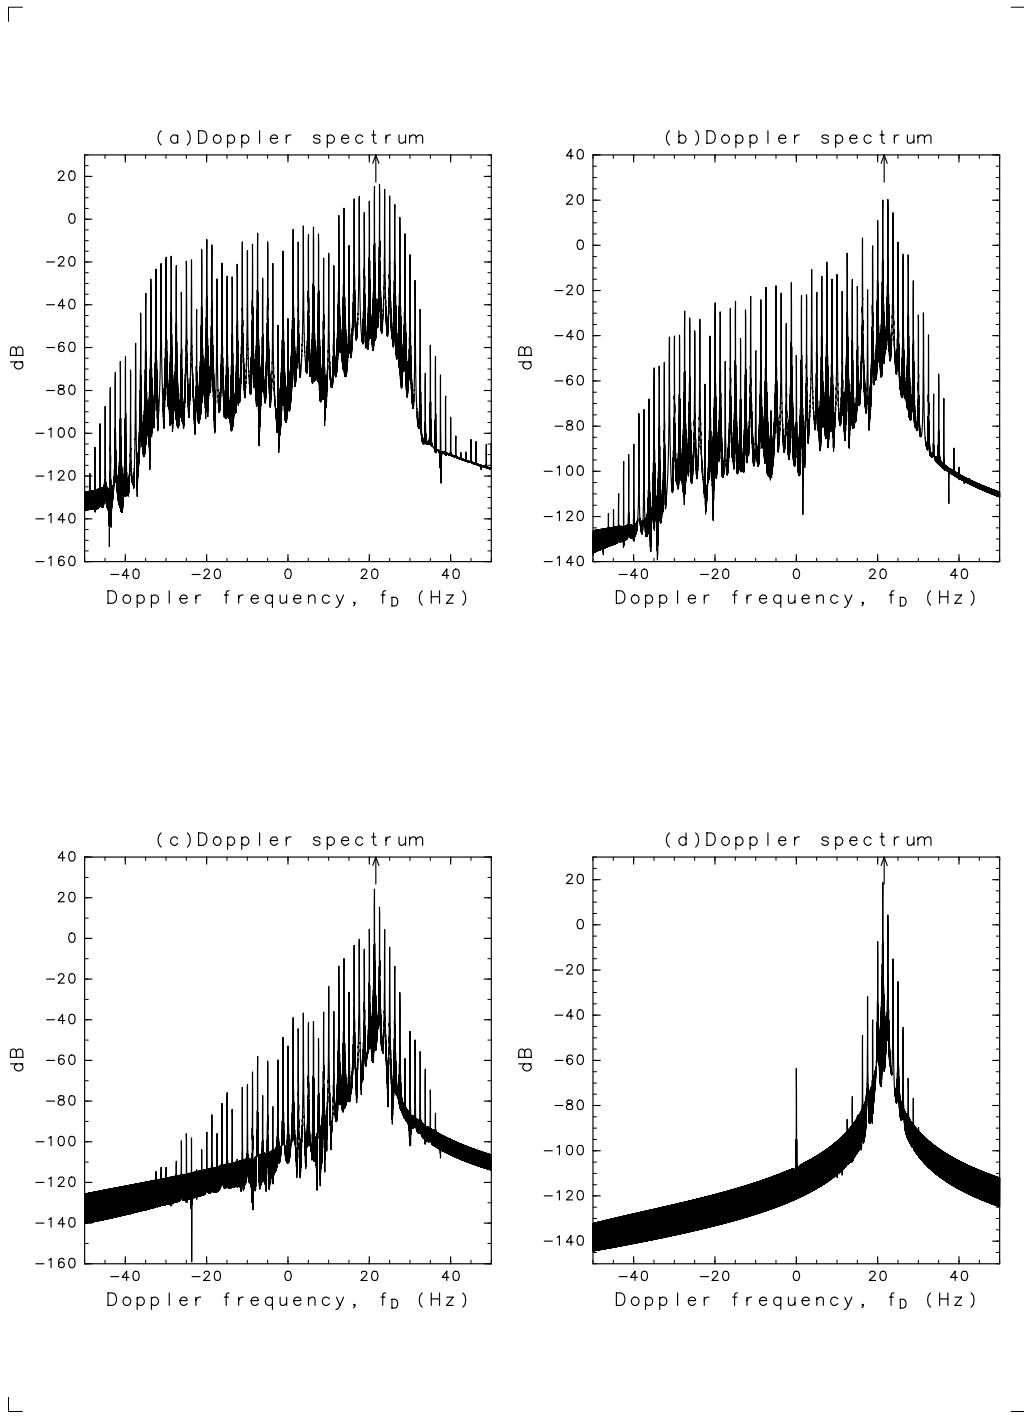 (a)Doppler spectrum
20
0
−20
−40
−60
−80
−100
−120
−140
−160
dB
−40 −20 0 20 40
Doppler frequency, fD (Hz)
(b)Doppler spectrum
40
20
0
−20
−40
−60
−80
−100
−120
−140
dB
−40 −20 0 20 40
Doppler frequency, fD (Hz)
(c)Doppler spectrum
40
20
0
−20
−40
−60
−80
−100
−120
−140
−160
dB
−40 −20 0 20 40
Doppler frequency, fD (Hz)
(d)Doppler spectrum
20
0
−20
−40
−60
−80
−100
−120
−140
dB
−40 −20 0 20 40
Doppler frequency, fD (Hz)